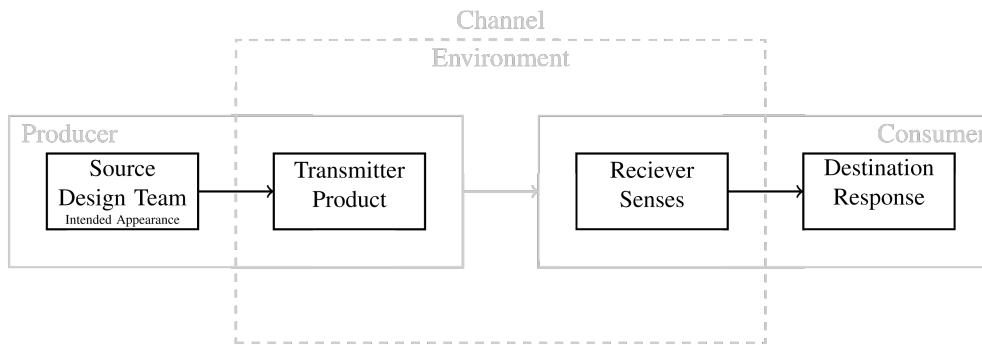 Channel
Environment
Producer
Consumer
Source
Design Team
Intended Appearance
Transmitter
Product
Reciever
Senses
Destination
Response